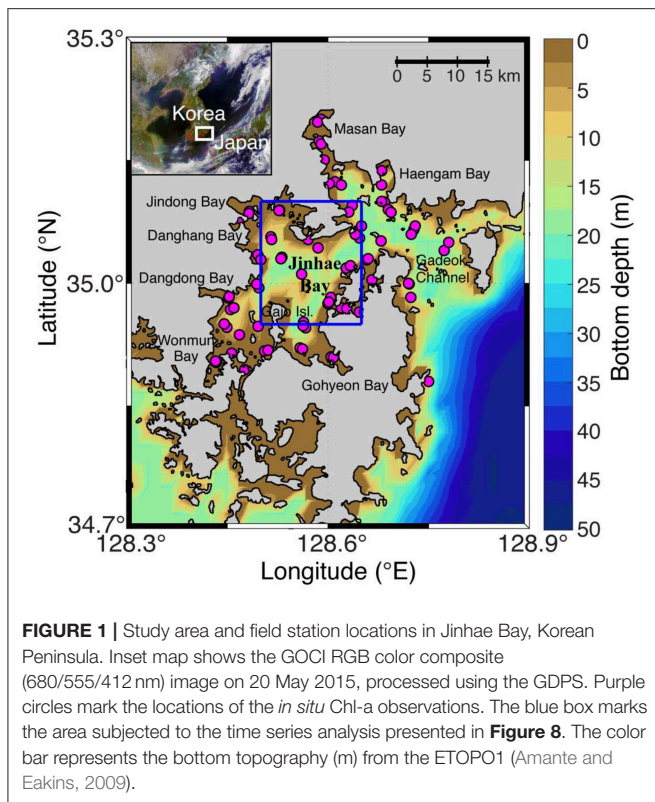 35.3°
35.0°
34.7°
128.3°
128.6°
128.9°
Latitude (°N)
Longitude (°E)
Korea
Japan
0 5 10 15 km
Masan Bay
Haengam Bay
Jindong Bay
Danghang Bay
Jinhae
Bay
Gadeok
Channel
Dangdong Bay
Gajo Isl.
Wonmun
Bay
Gohyeon Bay
0
5
10
15
20
25
30
35
40
45
50
Bottom depth (m)
FIGURE 1 | Study area and field station locations in Jinhae Bay, Korean
Peninsula. Inset map shows the GOCI RGB color composite
(680/555/412 nm) image on 20 May 2015, processed using the GDPS. Purple
circles mark the locations of the in situ Chl-a observations. The blue box marks
the area subjected to the time series analysis presented in Figure 8. The color
bar represents the bottom topography (m) from the ETOPO1 (Amante and
Eakins, 2009).